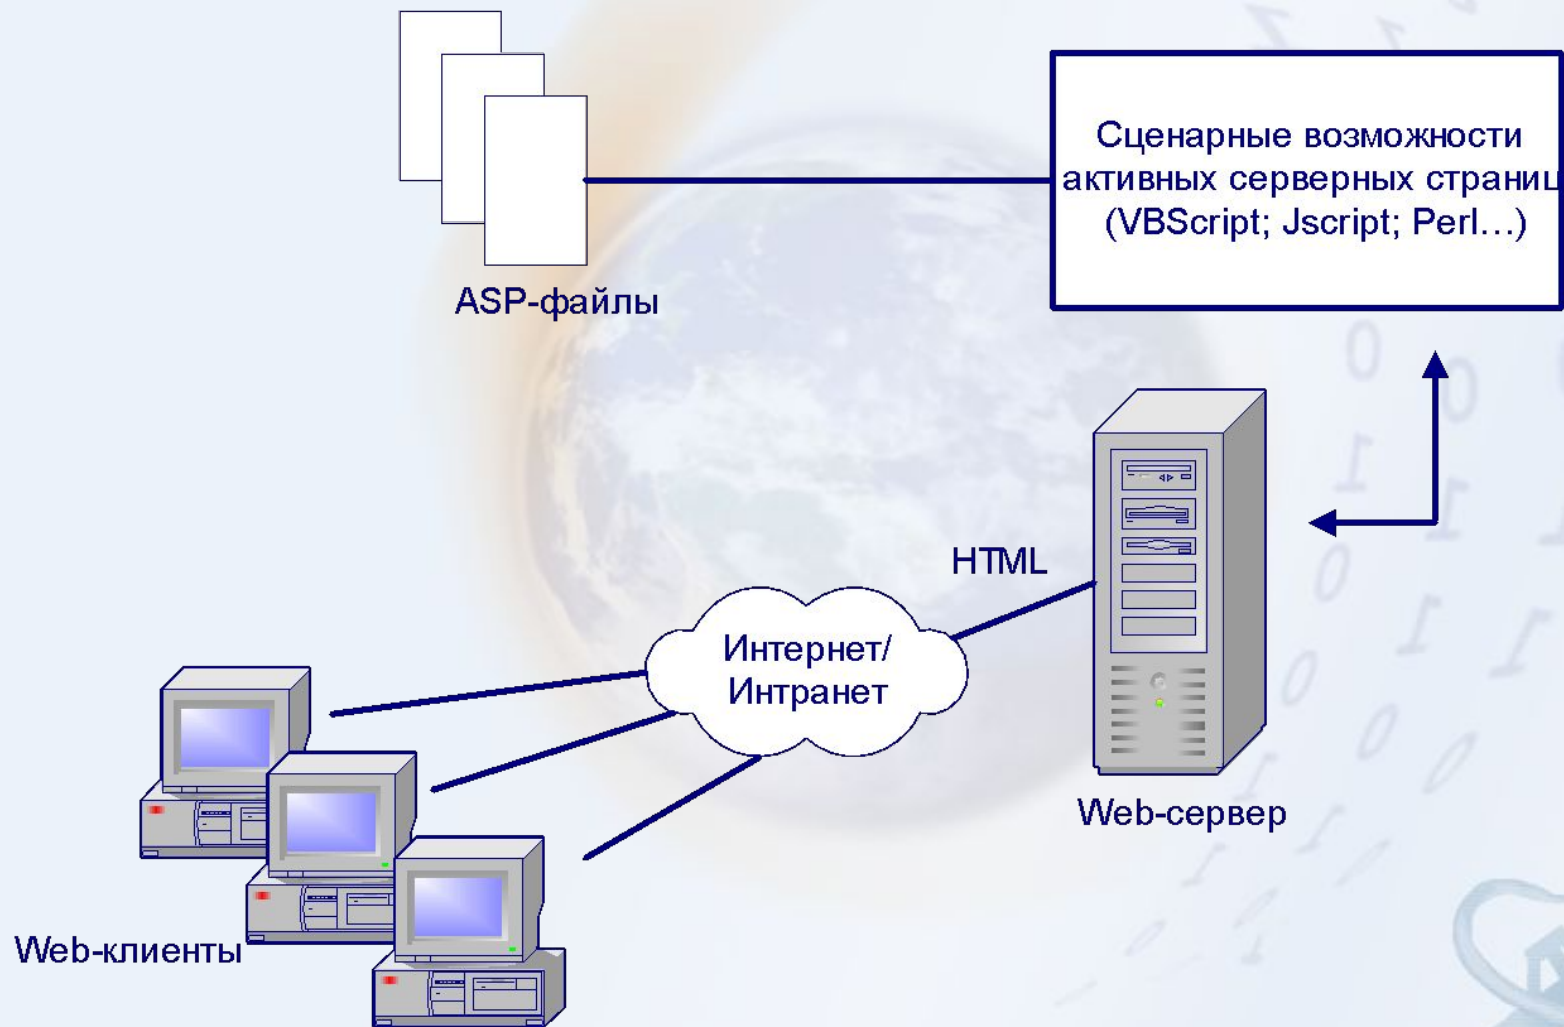 Сценарные возможности
активных серверных страниц
(VBScript; Jscript; Perl...)
ASP-файлы
HTML
Интернет/
Интранет
Web-сервер
Web-клиенты